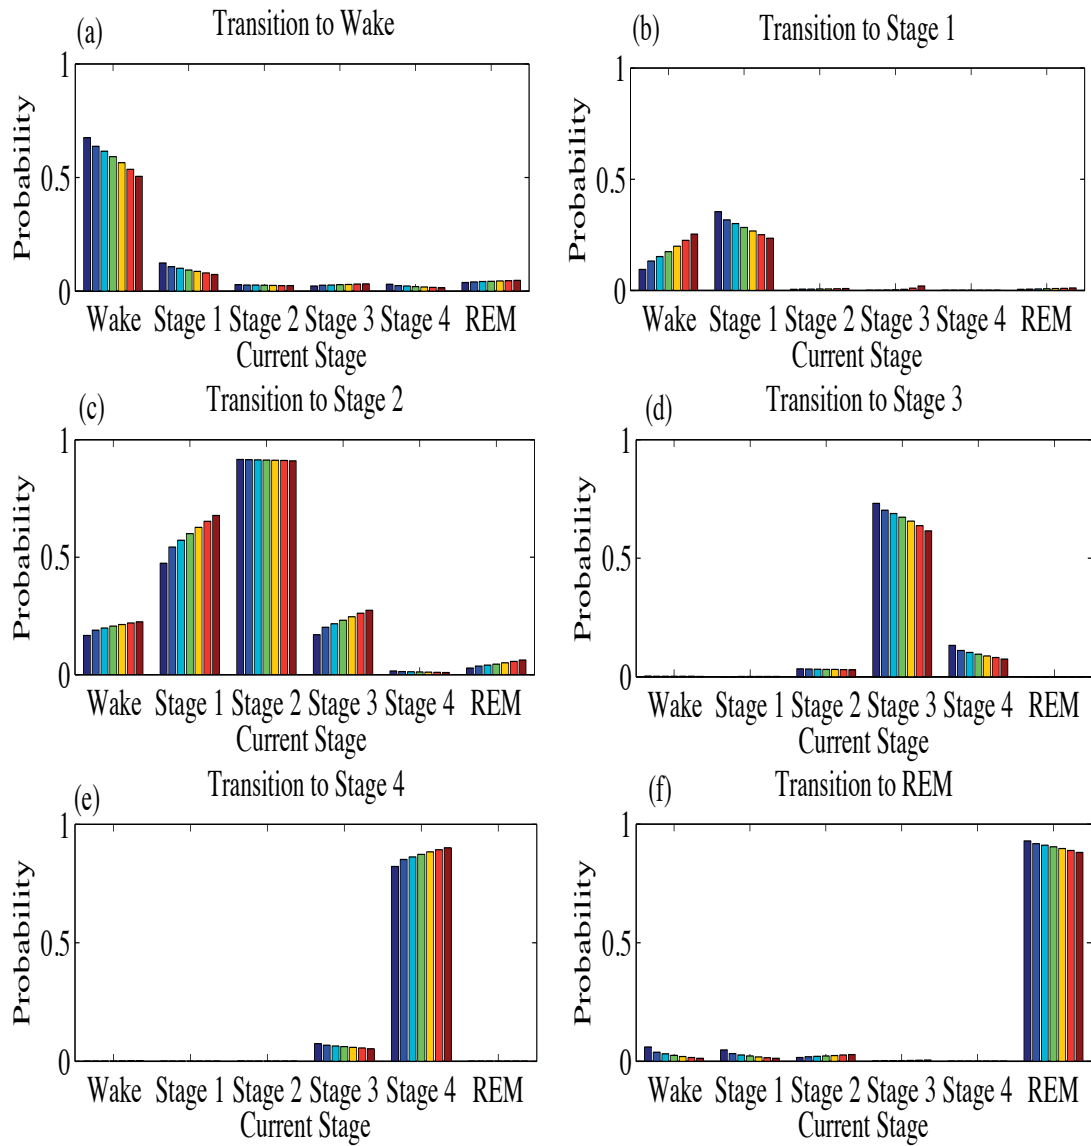 (a) Transition to Wake
1
0.5
0
Probability
Wake Stage 1 Stage 2 Stage 3 Stage 4 REM
Current Stage
(b) Transition to Stage 1
1
0.5
0
Probability
Wake Stage 1 Stage 2 Stage 3 Stage 4 REM
Current Stage
(c) Transition to Stage 2
1
0.5
0
Probability
Wake Stage 1 Stage 2 Stage 3 Stage 4 REM
Current Stage
(d) Transition to Stage 3
1
0.5
0
Probability
Wake Stage 1 Stage 2 Stage 3 Stage 4 REM
Current Stage
(e) Transition to Stage 4
1
0.5
0
Probability
Wake Stage 1 Stage 2 Stage 3 Stage 4 REM
Current Stage
(f) Transition to REM
1
0.5
0
Probability
Wake Stage 1 Stage 2 Stage 3 Stage 4 REM
Current Stage